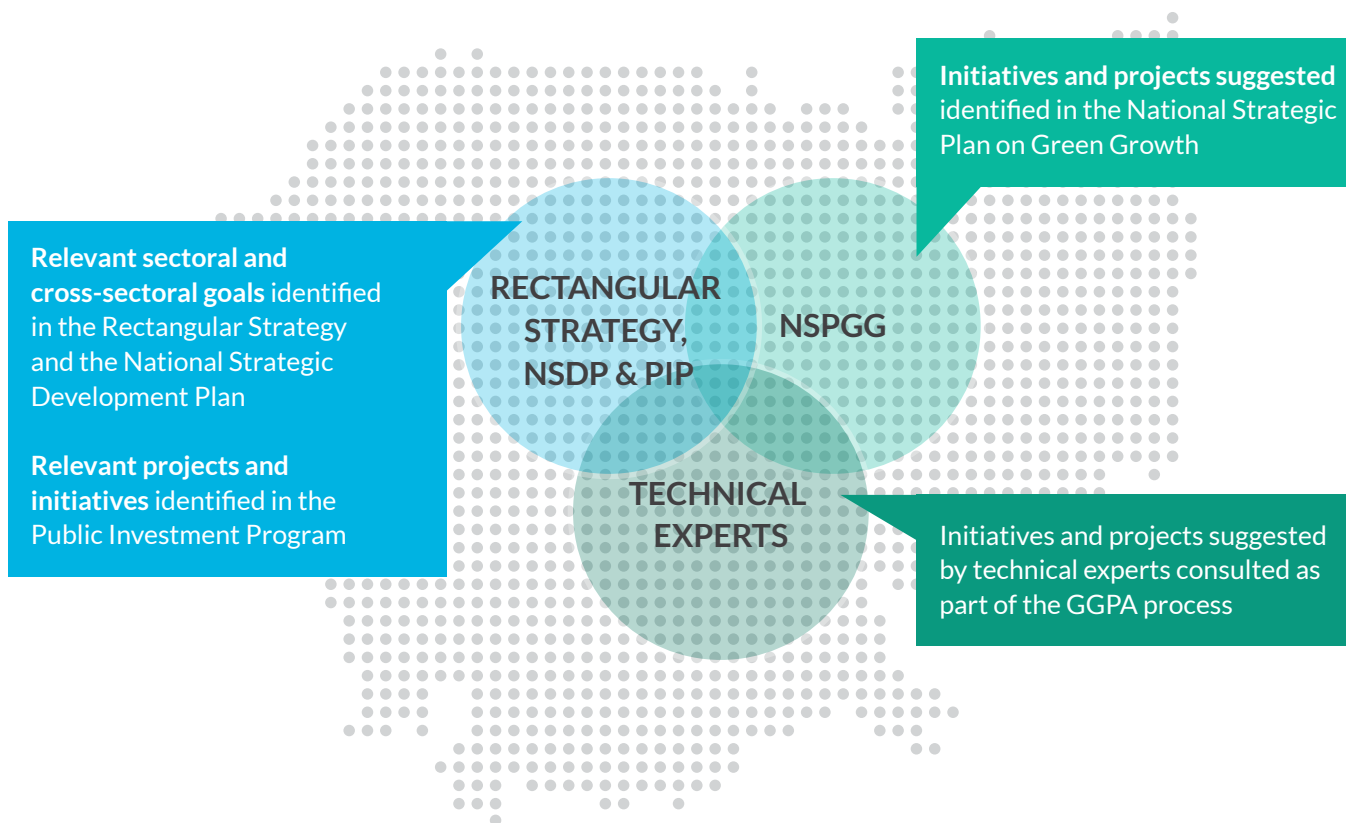 Initiatives and projects suggested
identified in the National Strategic
Plan on Green Growth
Relevant sectoral and
cross-sectoral goals identified
in the Rectangular Strategy
and the National Strategic
Development Plan
Relevant projects and
initiatives identified in the
Public Investment Program
RECTANGULAR
STRATEGY,
NSDP & PIP
NSPGG
TECHNICAL
EXPERTS
Initiatives and projects suggested
by technical experts consulted as
part of the GGPA process